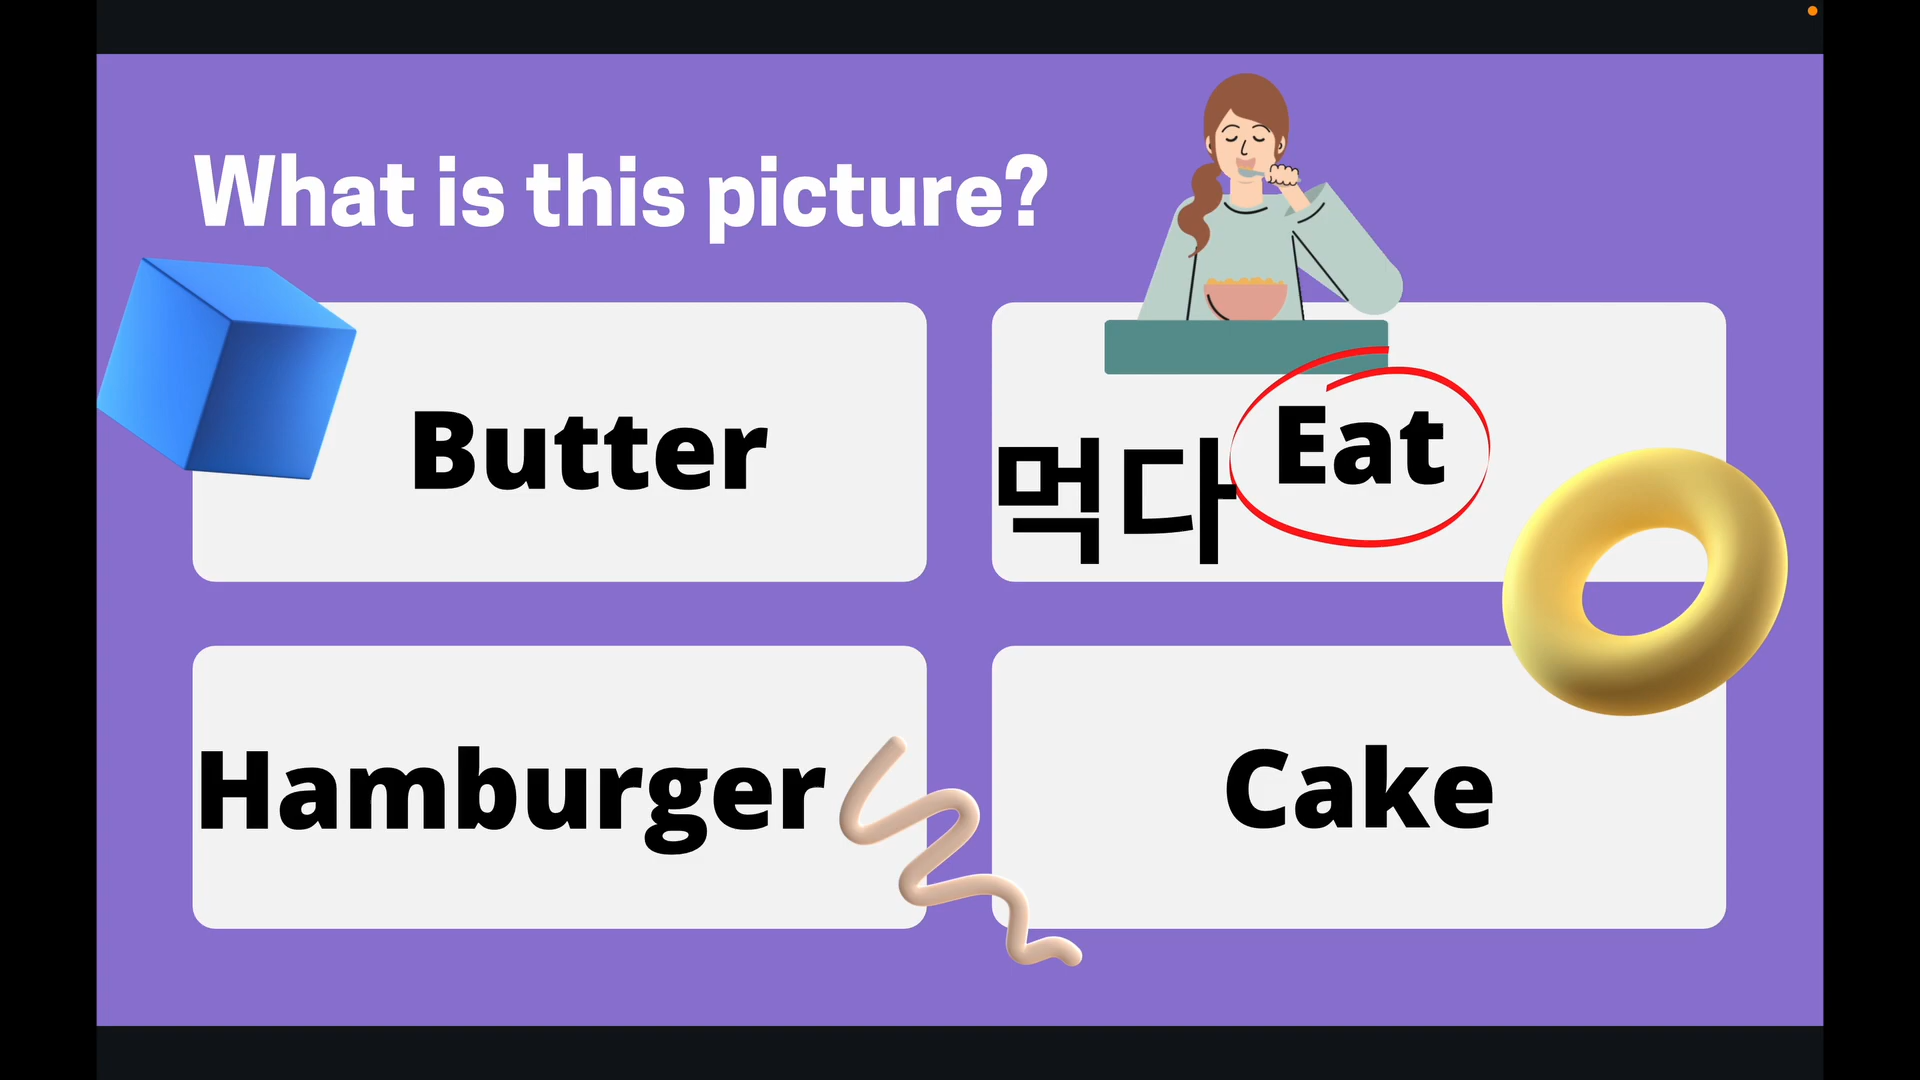 What is this picture?
Butter
먹다 Eat
Hamburger
Cake